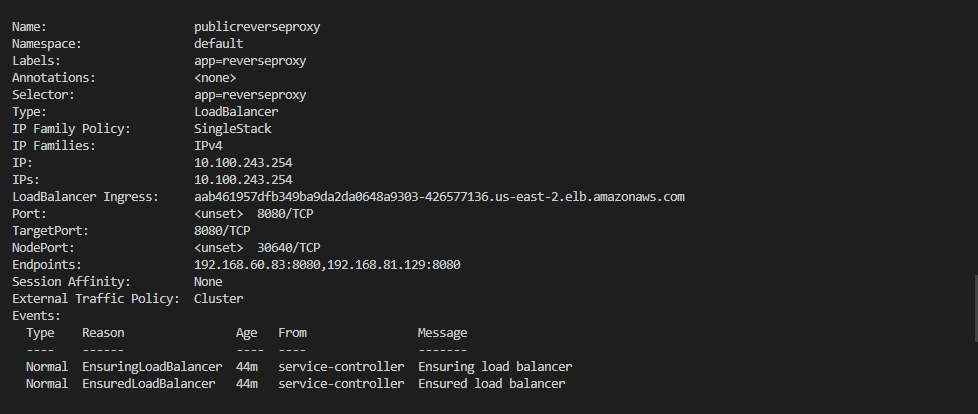 Name:                     publicreverseproxy
Namespace:                default
Labels:                   app=reverseproxy
Annotations:              <none>
Selector:                 app=reverseproxy
Type:                     LoadBalancer
IP Family Policy:         SingleStack
IP Families:              IPv4
IP:                       10.100.243.254
IPs:                      10.100.243.254
LoadBalancer Ingress:     aab461957dfb349ba9da2da0648a9303-426577136.us-east-2.elb.amazonaws.com
Port:                     <unset>  8080/TCP
TargetPort:               8080/TCP
NodePort:                 <unset>  30640/TCP
Endpoints:                192.168.60.83:8080,192.168.81.129:8080
Session Affinity:         None
External Traffic Policy:  Cluster
Events:
  Type    Reason                Age   From                Message
  ----    ------                ----  ----                -------
  Normal  EnsuringLoadBalancer  44m   service-controller  Ensuring load balancer
  Normal  EnsuredLoadBalancer   44m   service-controller  Ensured load balancer